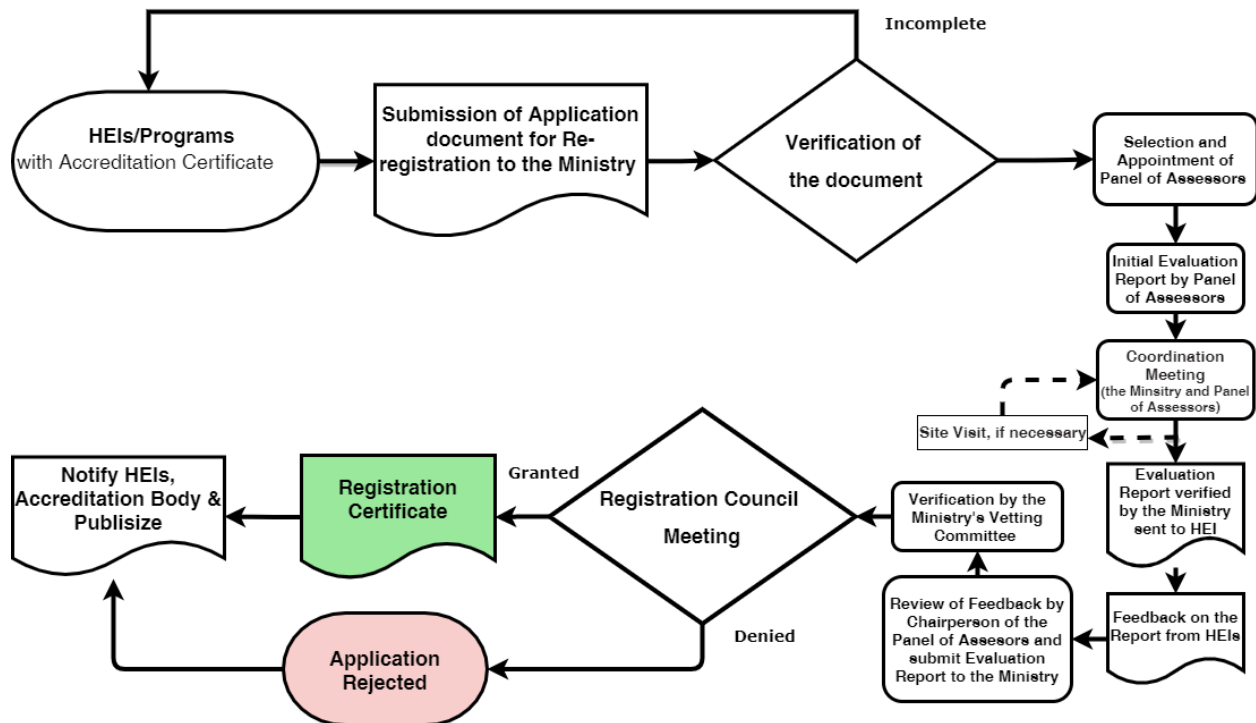 Incomplete
HEIs/Programs
with Accreditation Certificate
Submission of Application
document for Re-
registration to the Ministry
Verification of
the document
Selection and
Appointment of
Panel of Assessors
Initial Evaluation
Report by Panel
of Assessors
Coordination
Meeting
(the Minsitry and Panel
of Assessors)
Site Visit, if necessary
Evaluation
Report verified
by the Ministry
sent to HEI
Feedback on the
Report from HEIs
Review of Feedback by
Chairperson of the
Panel of Assesors and
submit Evaluation
Report to the Ministry
Verification by the
Ministry's Vetting
Committee
Registration Council
Meeting
Granted
Registration
Certificate
Notify HEIs,
Accreditation Body &
Publisize
Denied
Application
Rejected